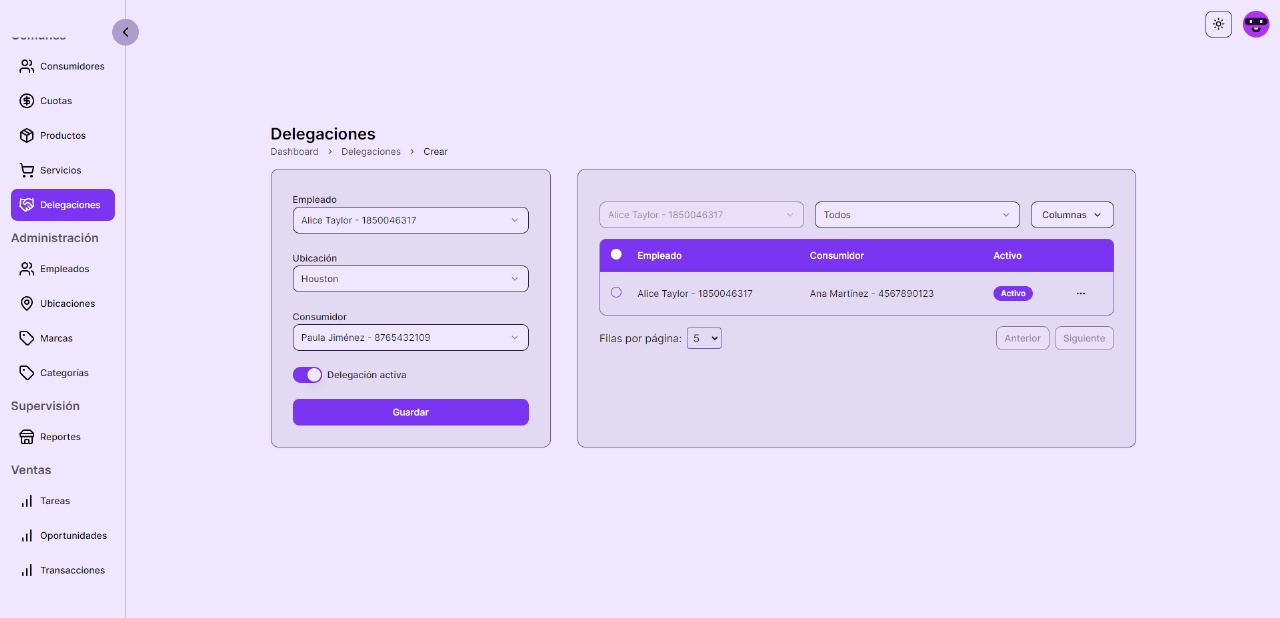 Comunes
Consumidores
Cuotas
Productos
Servicios
Delegaciones
Administración
Empleados
Ubicaciones
Marcas
Categorías
Supervisión
Reportes
Ventas
Tareas
Oportunidades
Transacciones
Delegaciones
Dashboard > Delegaciones > Crear
Empleado
Alice Taylor - 1850046317
Ubicación
Houston
Consumidor
Paula Jiménez - 8765432109
Delegación activa
Guardar
Alice Taylor - 1850046317 Todos Columnas
Empleado Consumidor Activo
Alice Taylor - 1850046317 Ana Martínez - 4567890123 Activo ...
Filas por página: 5 Anterior Siguiente